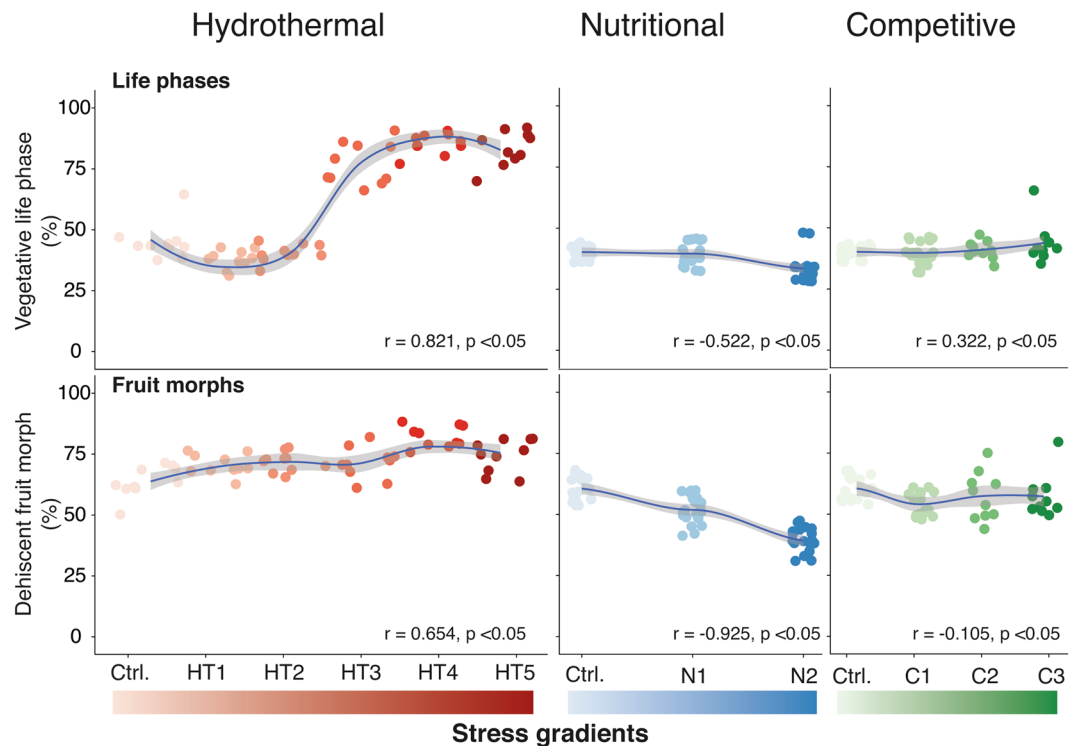 Hydrothermal Nutritional Competitive
Life phases
Vegetative life phase
(%)
100
75
50
25
0
r = 0.821, p <0.05
r = -0.522, p <0.05
r = 0.322, p <0.05
Fruit morphs
Dehiscent fruit morph
(%)
100
75
50
25
0
r = 0.654, p <0.05
r = -0.925, p <0.05
r = -0.105, p <0.05
Ctrl. HT1 HT2 HT3 HT4 HT5
Ctrl. N1 N2
Ctrl. C1 C2 C3
Stress gradients